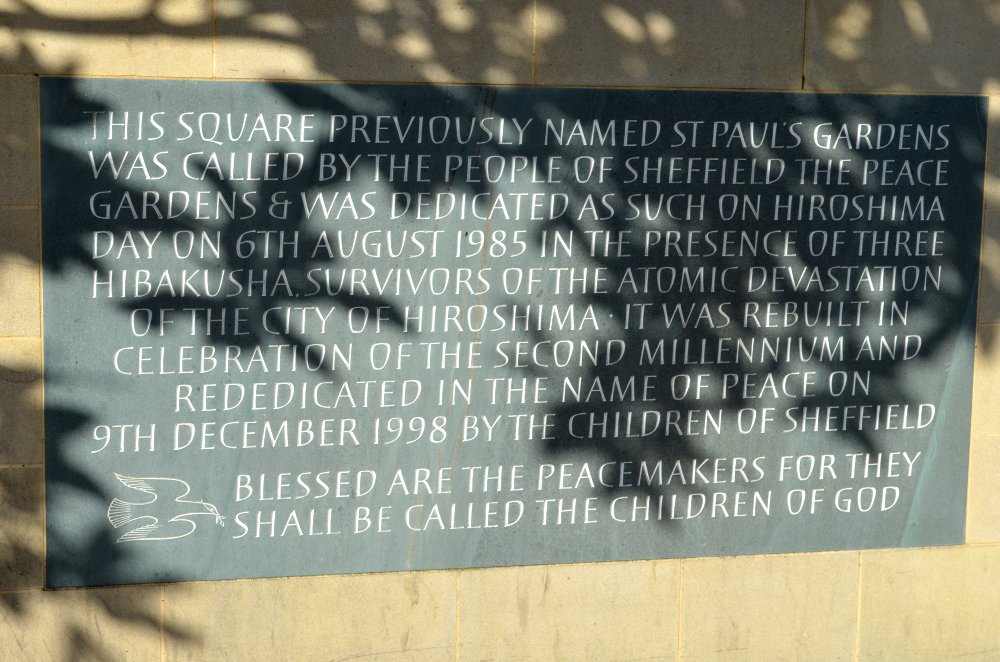 THIS SQUARE PREVIOUSLY NAMED ST PAUL'S GARDENS
WAS CALLED BY THE PEOPLE OF SHEFFIELD THE PEACE
GARDENS & WAS DEDICATED AS SUCH ON HIROSHIMA
DAY ON 6TH AUGUST 1985 IN THE PRESENCE OF THREE
HIBAKUSHA. SURVIVORS OF THE ATOMIC DEVASTATION
OF THE CITY OF HIROSHIMA · IT WAS REBUILT IN
CELEBRATION OF THE SECOND MILLENNIUM AND
REDEDICATED IN THE NAME OF PEACE ON
9TH DECEMBER 1998 BY THE CHILDREN OF SHEFFIELD
BLESSED ARE THE PEACEMAKERS FOR THEY
SHALL BE CALLED THE CHILDREN OF GOD